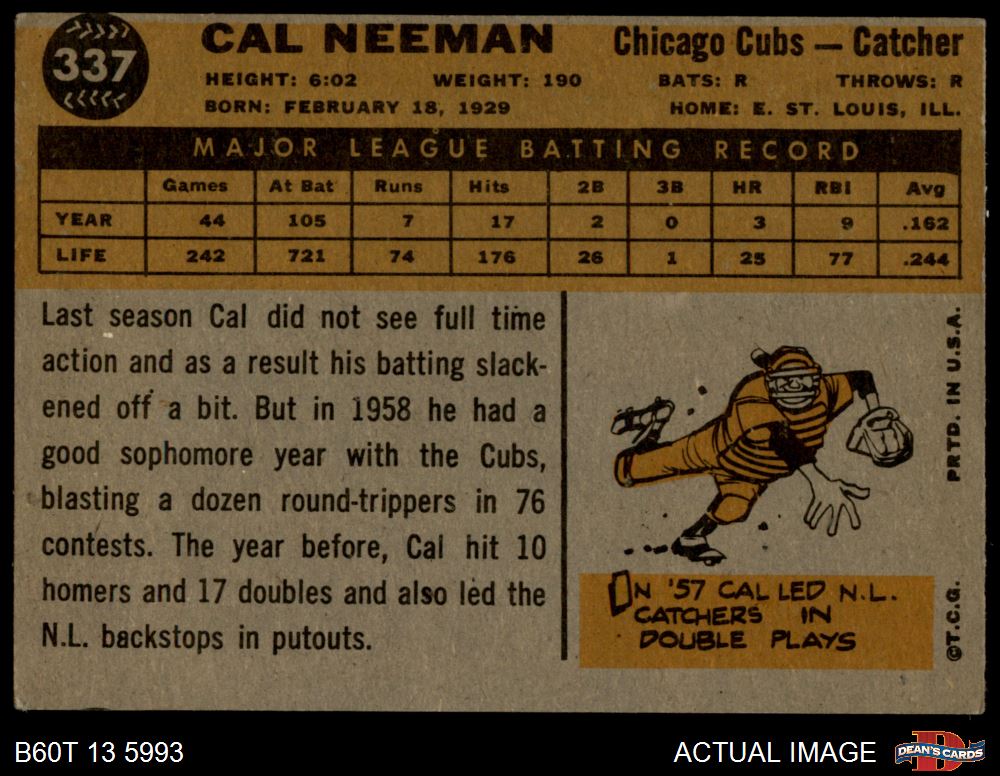 337
CAL NEEMAN
Chicago Cubs — Catcher
HEIGHT: 6:02 WEIGHT: 190 BATS: R THROWS: R
BORN: FEBRUARY 18, 1929 HOME: E. ST. LOUIS, ILL.
MAJOR LEAGUE BATTING RECORD
Games At Bat Runs Hits 2B 3B HR RBI Avg
YEAR 44 105 7 17 2 0 3 9 .162
LIFE 242 721 74 176 26 1 25 77 .244
Last season Cal did not see full time
action and as a result his batting slack-
ened off a bit. But in 1958 he had a
good sophomore year with the Cubs,
blasting a dozen round-trippers in 76
contests. The year before, Cal hit 10
homers and 17 doubles and also led the
N.L. backstops in putouts.
IN '57 CAL LED N.L.
CATCHERS IN
DOUBLE PLAYS
PRTD. IN U.S.A.
©T.C.G.
B60T 13 5993
ACTUAL IMAGE
D
DEAN'S CARDS